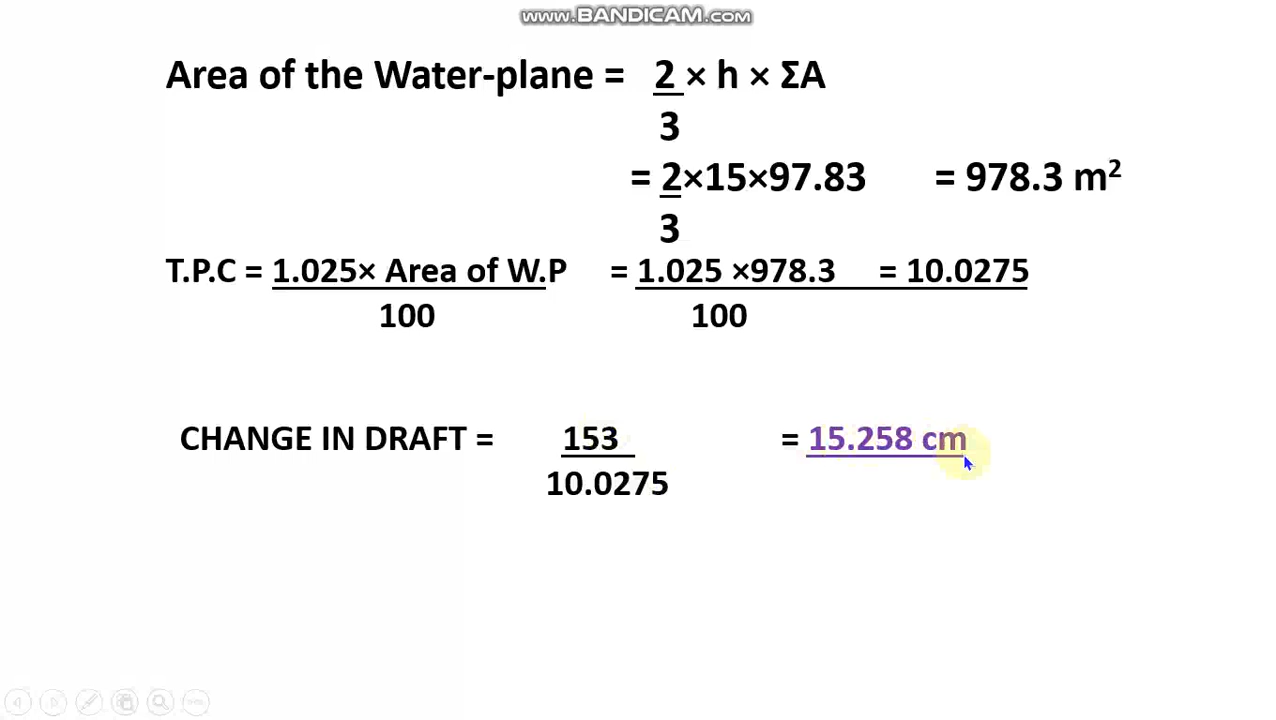 www.BANDICAM.com
Area of the Water-plane = 2 × h × ΣA
3
= 2×15×97.83 = 978.3 m²
3
T.P.C = 1.025× Area of W.P = 1.025 ×978.3 = 10.0275
100 100
CHANGE IN DRAFT = 153 = 15.258 cm
10.0275